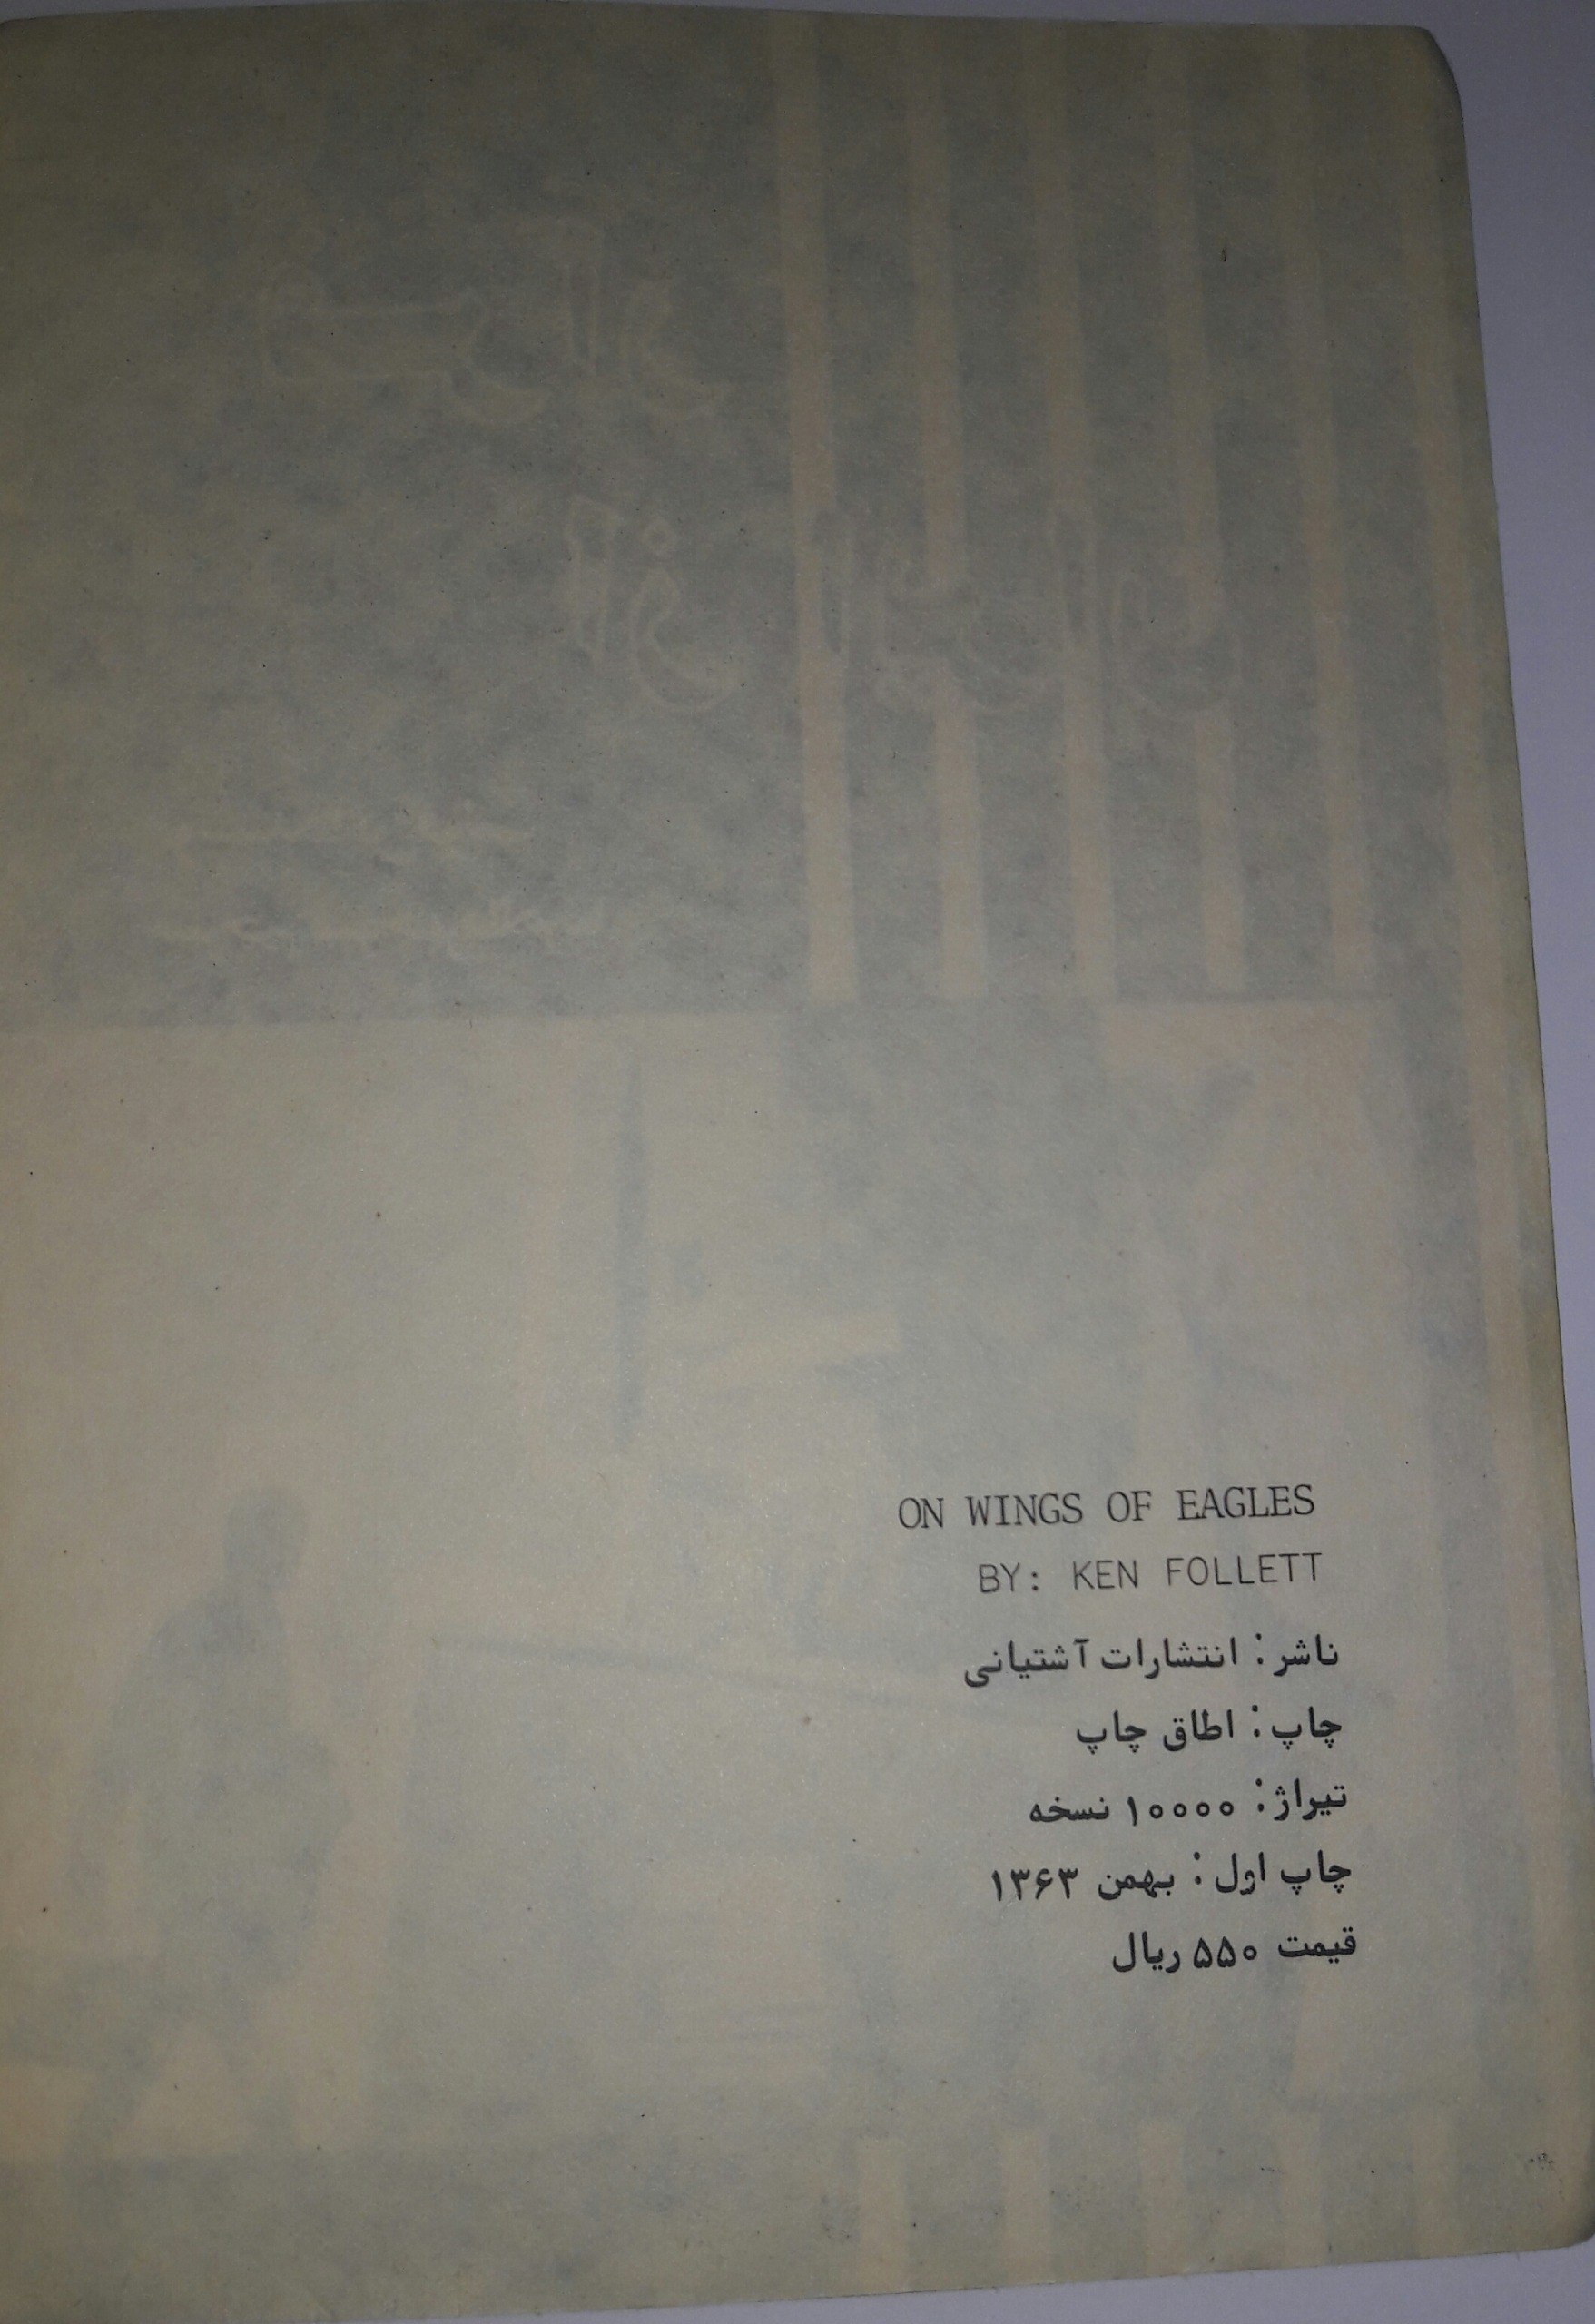 ON WINGS OF EAGLES
BY: KEN FOLLETT
ناشر: انتشارات آشتیانی
چاپ: اطاق چاپ
تیراژ: ۱۰۰۰۰ نسخه
چاپ اول: بهمن ۱۳۶۳
قیمت ۵۵۰ ریال